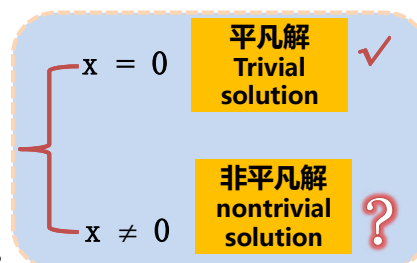 x = 0
平凡解
Trivial
solution
x ≠ 0
非平凡解
nontrivial
solution
?